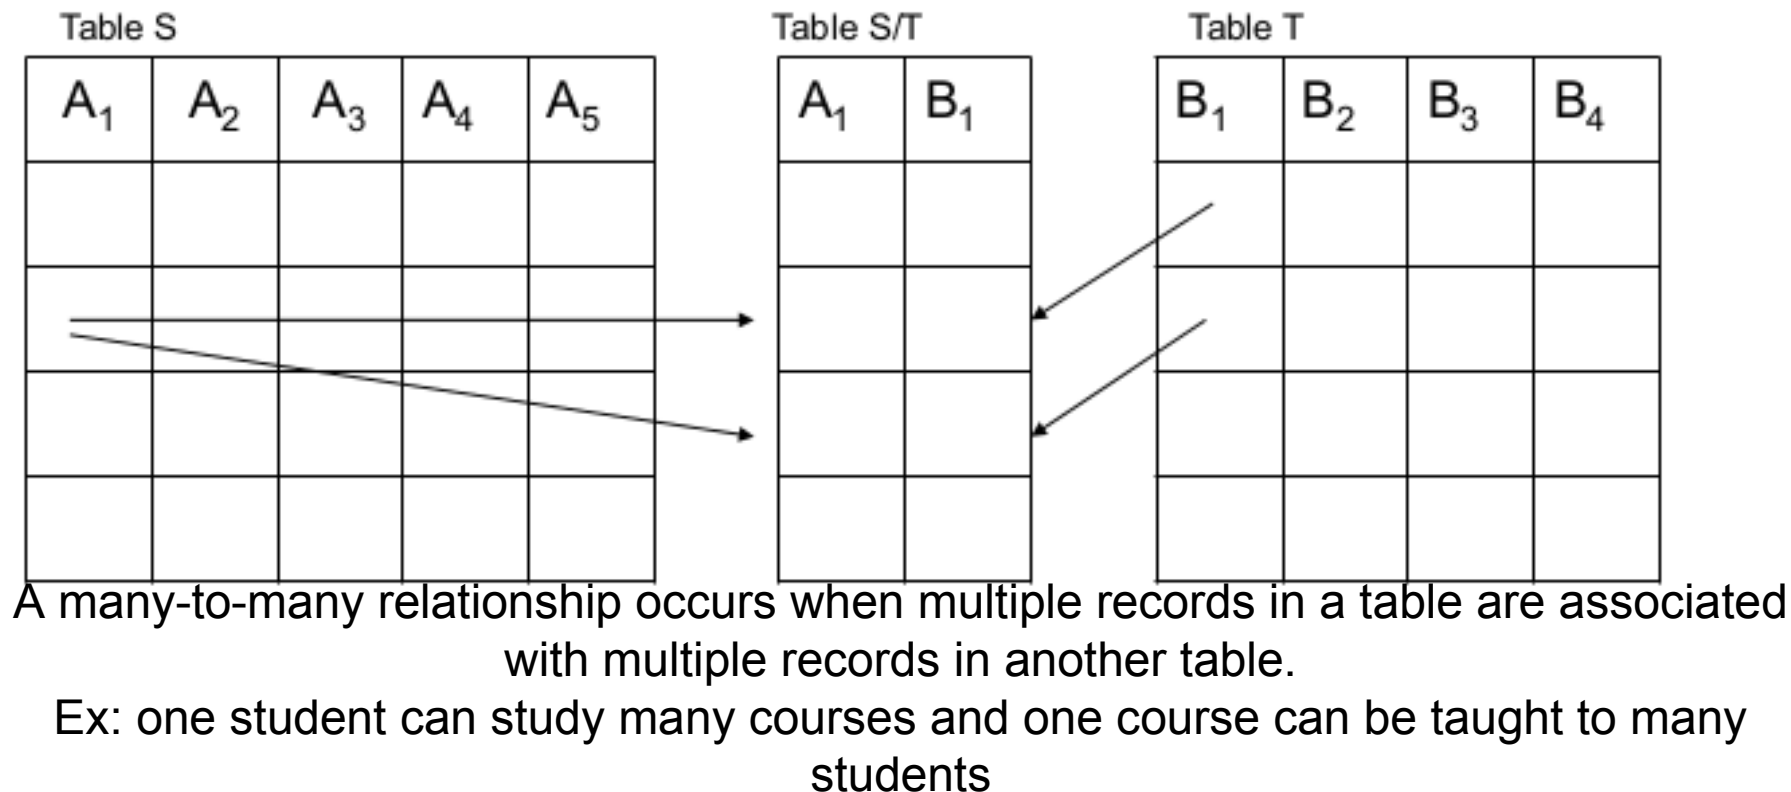 Table S Table S/T Table T
A₁ A₂ A₃ A₄ A₅ A₁ B₁ B₁ B₂ B₃ B₄
A many-to-many relationship occurs when multiple records in a table are associated
with multiple records in another table.
Ex: one student can study many courses and one course can be taught to many
students